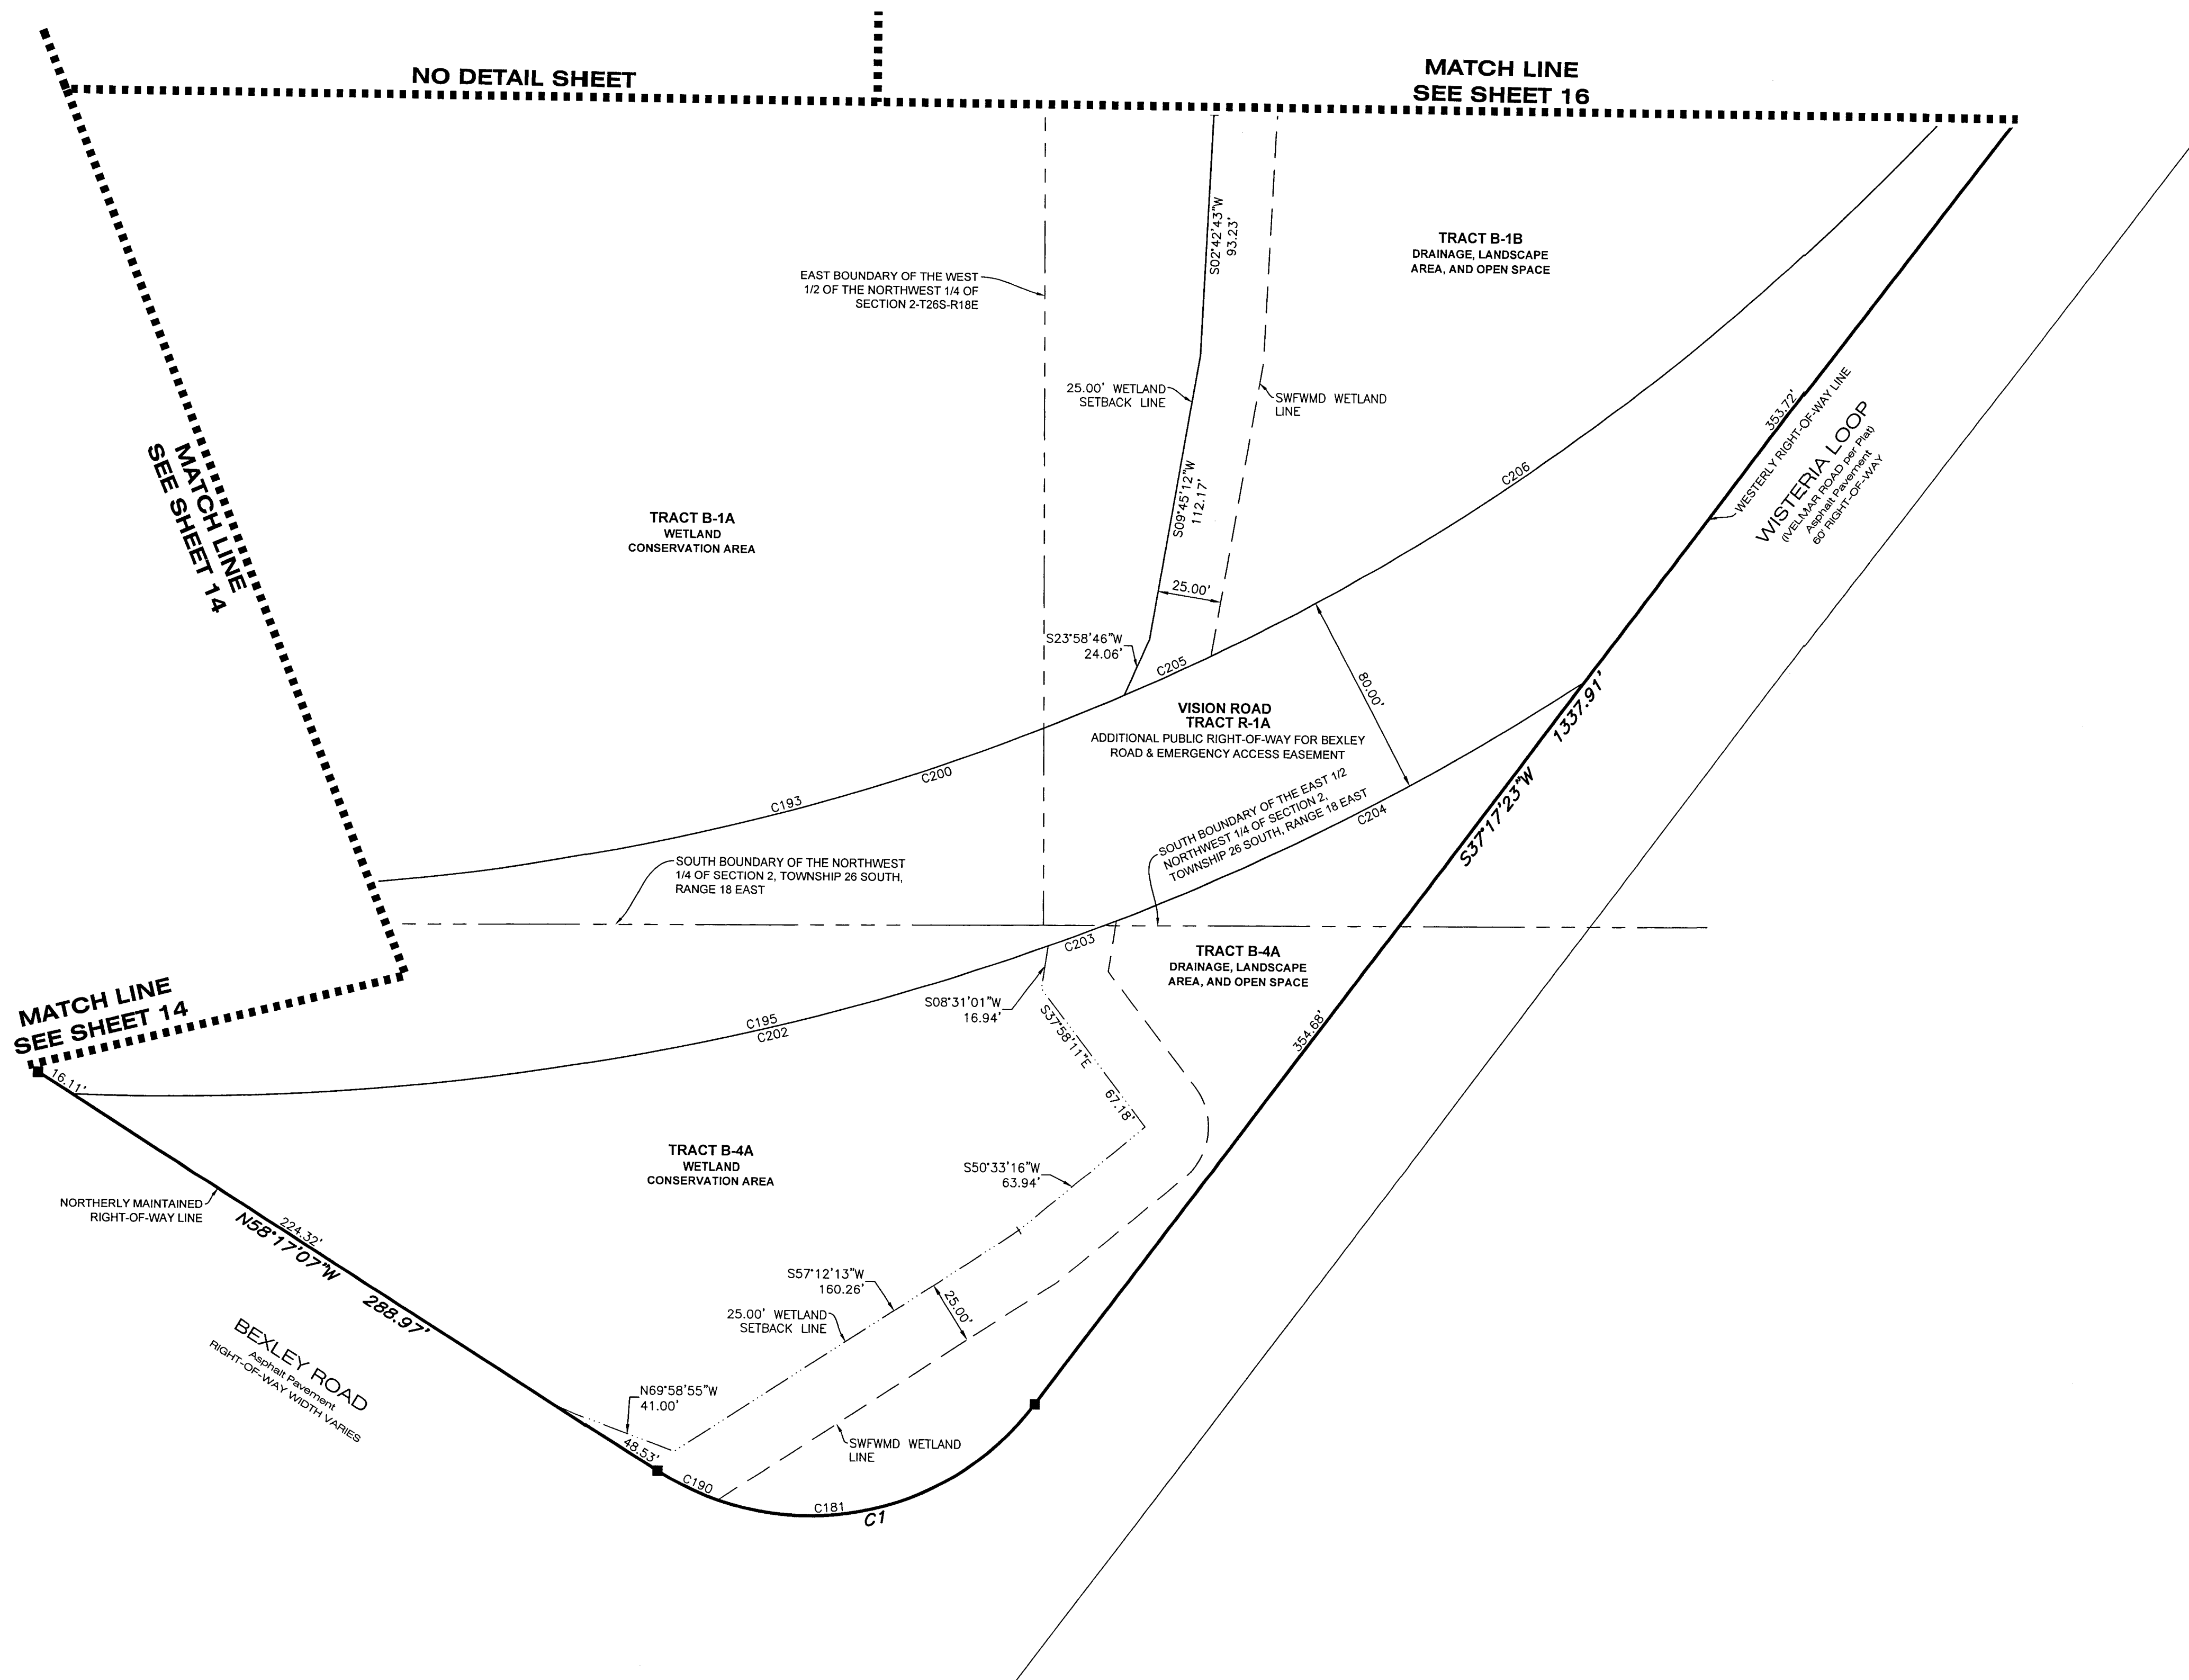 NO DETAIL SHEET
MATCH LINE
SEE SHEET 16
S02°42'43"W
93.23'
TRACT B-1B
DRAINAGE, LANDSCAPE
AREA, AND OPEN SPACE
EAST BOUNDARY OF THE WEST
1/2 OF THE NORTHWEST 1/4 OF
SECTION 2-T26S-R18E
25.00' WETLAND
SETBACK LINE
SWFWMD WETLAND
LINE
353.72'
WESTERLY RIGHT-OF-WAY LINE
WISTERIA LOOP
(IVELMAR ROAD per Plat)
Asphalt Pavement
60' RIGHT-OF-WAY
MATCH LINE
SEE SHEET 14
TRACT B-1A
WETLAND
CONSERVATION AREA
S09°45'12"W
112.17'
C206
25.00'
S23°58'46"W
24.06'
C205
80.00'
VISION ROAD
TRACT R-1A
ADDITIONAL PUBLIC RIGHT-OF-WAY FOR BEXLEY
ROAD & EMERGENCY ACCESS EASEMENT
1337.91'
S37°17'23"W
C193
C200
SOUTH BOUNDARY OF THE EAST 1/2
NORTHWEST 1/4 OF SECTION 2,
TOWNSHIP 26 SOUTH, RANGE 18 EAST
C204
SOUTH BOUNDARY OF THE NORTHWEST
1/4 OF SECTION 2, TOWNSHIP 26 SOUTH,
RANGE 18 EAST
C203
TRACT B-4A
DRAINAGE, LANDSCAPE
AREA, AND OPEN SPACE
MATCH LINE
SEE SHEET 14
S08°31'01"W
16.94'
C195
C202
S37°58'11"E
67.18'
354.68'
16.11'
TRACT B-4A
WETLAND
CONSERVATION AREA
S50°33'16"W
63.94'
NORTHERLY MAINTAINED
RIGHT-OF-WAY LINE
224.32'
N58°17'07"W
288.97'
S57°12'13"W
160.26'
25.00' WETLAND
SETBACK LINE
25.00'
BEXLEY ROAD
Asphalt Pavement
RIGHT-OF-WAY WIDTH VARIES
N69°58'55"W
41.00'
48.53'
SWFWMD WETLAND
LINE
C190
C181
C1